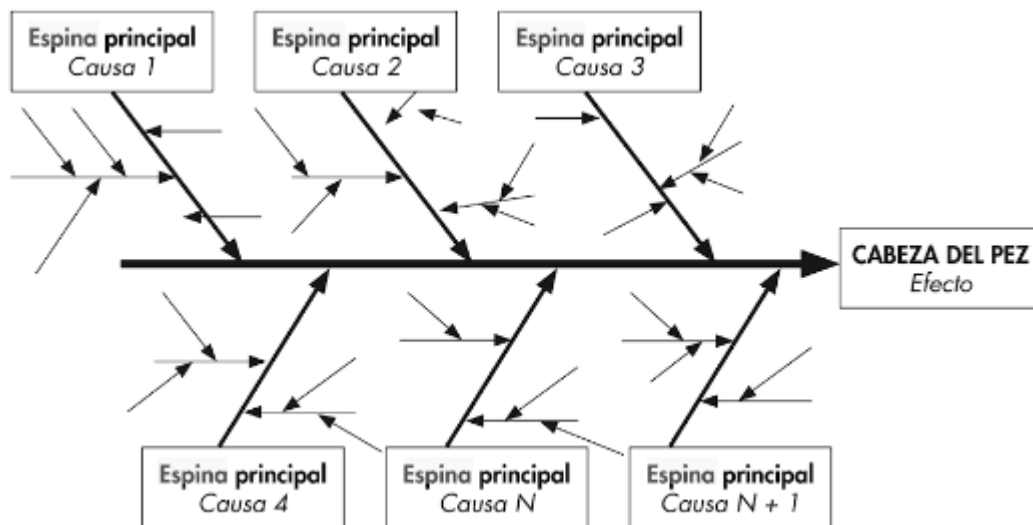 Espina principal
Causa 1
Espina principal
Causa 2
Espina principal
Causa 3
CABEZA DEL PEZ
Efecto
Espina principal
Causa 4
Espina principal
Causa N
Espina principal
Causa N + 1